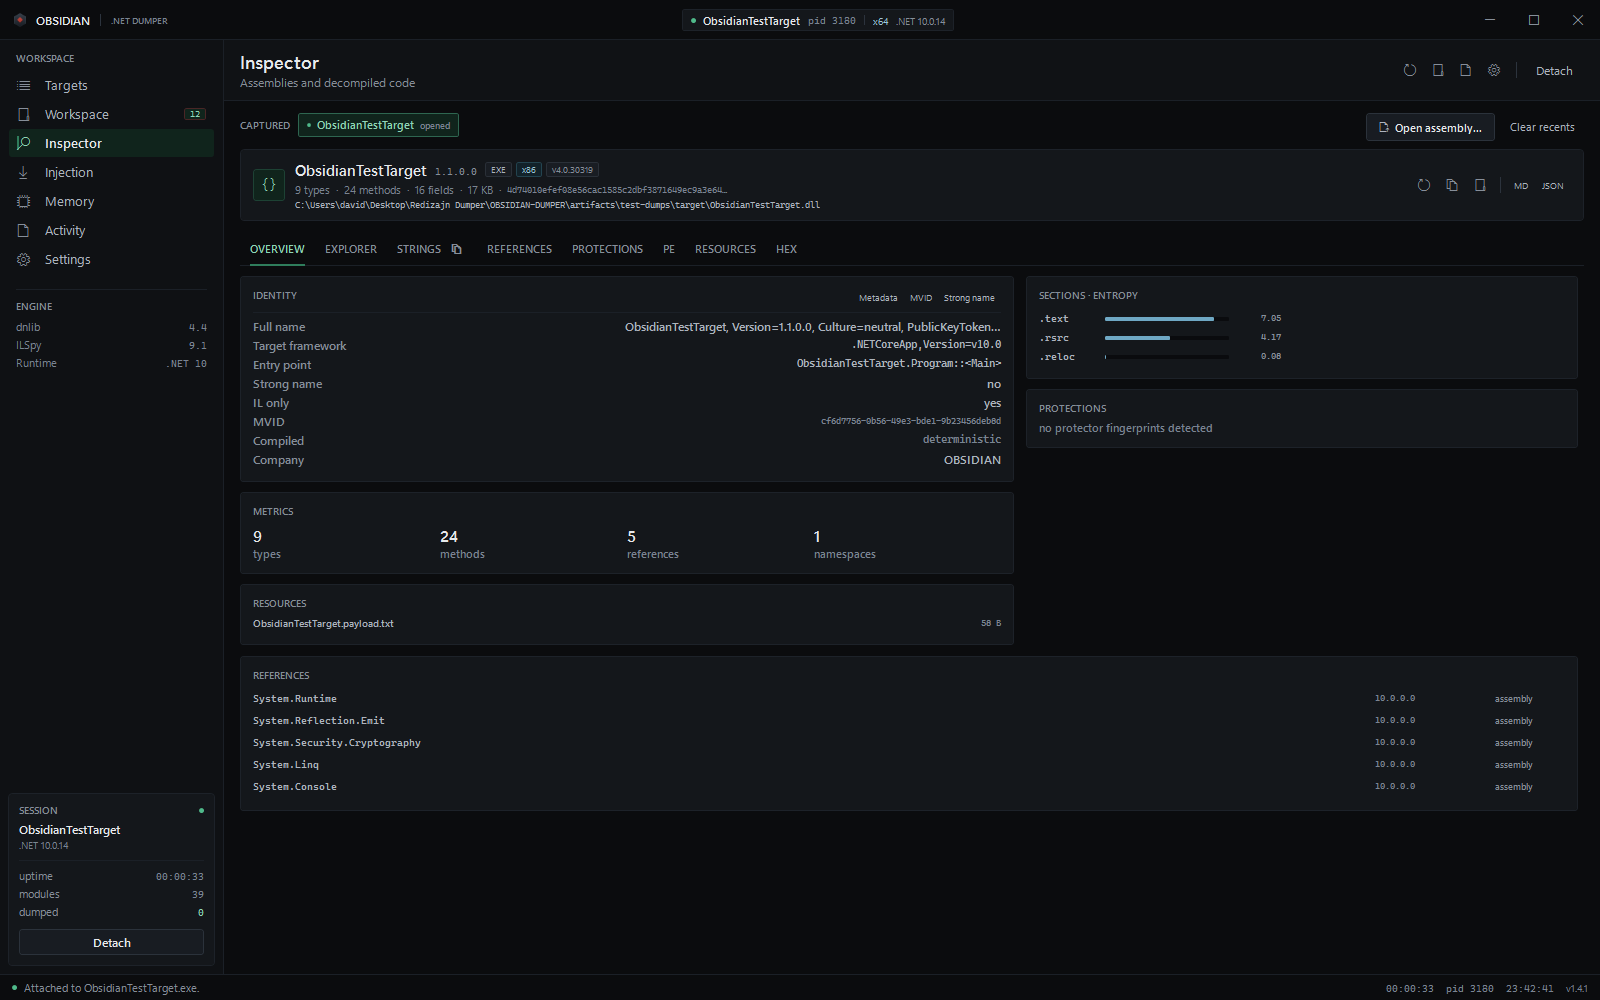 OBSIDIAN .NET DUMPER
ObsidianTestTarget pid 3180 x64 .NET 10.0.14
WORKSPACE
Targets
Workspace 12
Inspector
Injection
Memory
Activity
Settings
ENGINE
dnlib 4.4
ILSpy 9.1
Runtime .NET 10
SESSION
ObsidianTestTarget
.NET 10.0.14
uptime 00:00:33
modules 39
dumped 0
Detach
Inspector
Assemblies and decompiled code
Detach
CAPTURED ObsidianTestTarget opened
Open assembly... Clear recents
{} ObsidianTestTarget 1.1.0.0 EXE x86 v4.0.30319
9 types · 24 methods · 16 fields · 17 KB · 4d74010efef08e56cac1585c2dbf3871649ec9a3e64…
C:\Users\david\Desktop\Redizajn Dumper\OBSIDIAN-DUMPER\artifacts\test-dumps\target\ObsidianTestTarget.dll
MD JSON
OVERVIEW EXPLORER STRINGS REFERENCES PROTECTIONS PE RESOURCES HEX
IDENTITY Metadata MVID Strong name
Full name ObsidianTestTarget, Version=1.1.0.0, Culture=neutral, PublicKeyToken...
Target framework .NETCoreApp,Version=v10.0
Entry point ObsidianTestTarget.Program::<Main>
Strong name no
IL only yes
MVID cf6d7756-0b56-49e3-bde1-9b23456deb8d
Compiled deterministic
Company OBSIDIAN
SECTIONS · ENTROPY
.text 7.05
.rsrc 4.17
.reloc 0.08
PROTECTIONS
no protector fingerprints detected
METRICS
9 24 5 1
types methods references namespaces
RESOURCES
ObsidianTestTarget.payload.txt 58 B
REFERENCES
System.Runtime 10.0.0.0 assembly
System.Reflection.Emit 10.0.0.0 assembly
System.Security.Cryptography 10.0.0.0 assembly
System.Linq 10.0.0.0 assembly
System.Console 10.0.0.0 assembly
Attached to ObsidianTestTarget.exe.
00:00:33 pid 3180 23:42:41 v1.4.1